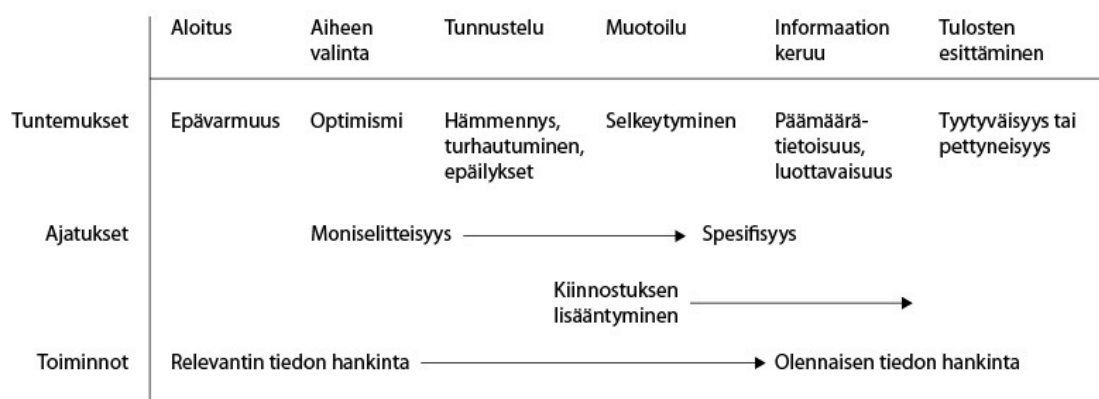 Aloitus Aiheen valinta Tunnustelu Muotoilu Informaation keruu Tulosten esittäminen
Tuntemukset Epävarmuus Optimismi Hämmennys, turhautuminen, epäilykset Selkeytyminen Päämäärä-tietoisuus, luottavaisuus Tyytyväisyys tai pettyneisyys
Ajatukset Moniselitteisyys Spesifisyys
Kiinnostuksen
lisääntyminen
Toiminnot Relevantin tiedon hankinta Olennaisen tiedon hankinta